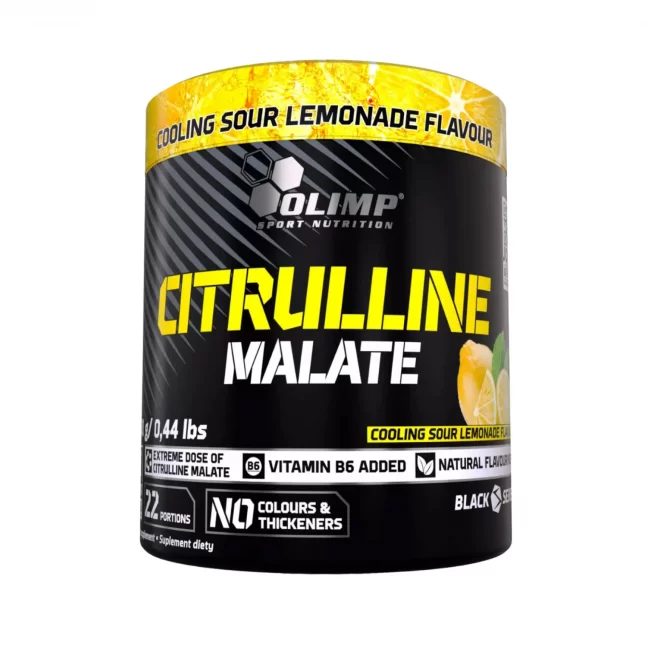 COOLING SOUR LEMONADE FLAVOUR
OLIMP®
SPORT NUTRITION
CITRULLINE
MALATE
g/ 0,44 lbs
COOLING SOUR LEMONADE
EXTREME DOSE OF
CITRULLINE MALATE
B6 VITAMIN B6 ADDED
NATURAL FLAVOUR
22 PORTIONS
NO COLOURS &
THICKENERS
BLACK
• Suplement diety